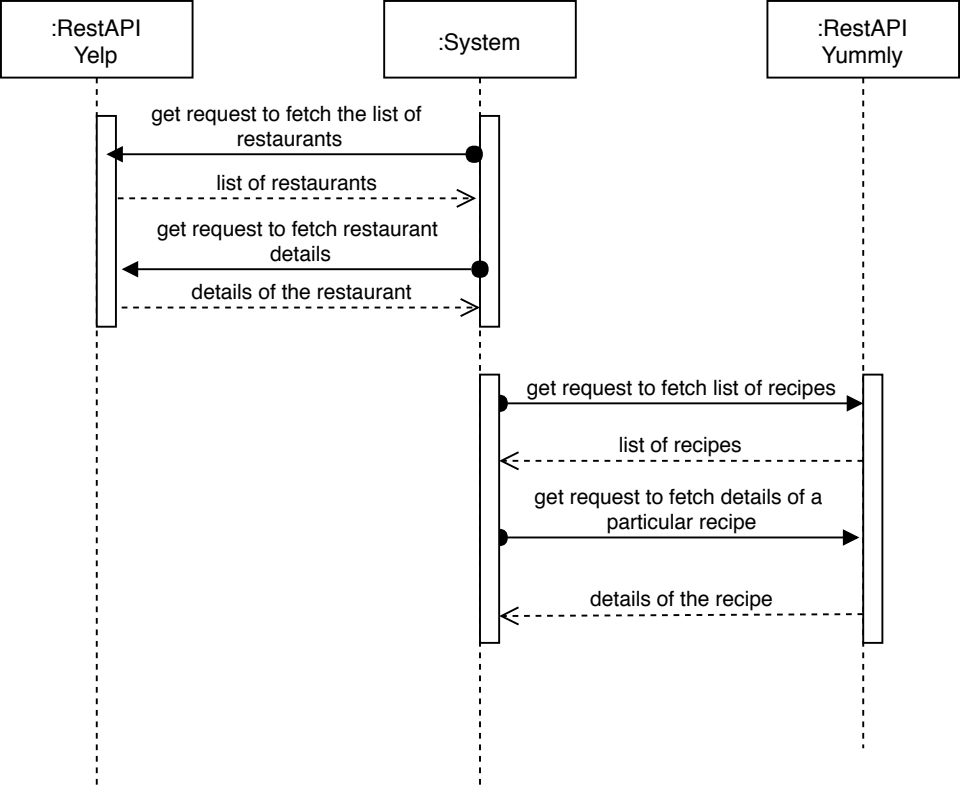 :RestAPI
Yelp
:System
:RestAPI
Yummly
get request to fetch the list of
restaurants
list of restaurants
get request to fetch restaurant
details
details of the restaurant
get request to fetch list of recipes
list of recipes
get request to fetch details of a
particular recipe
details of the recipe